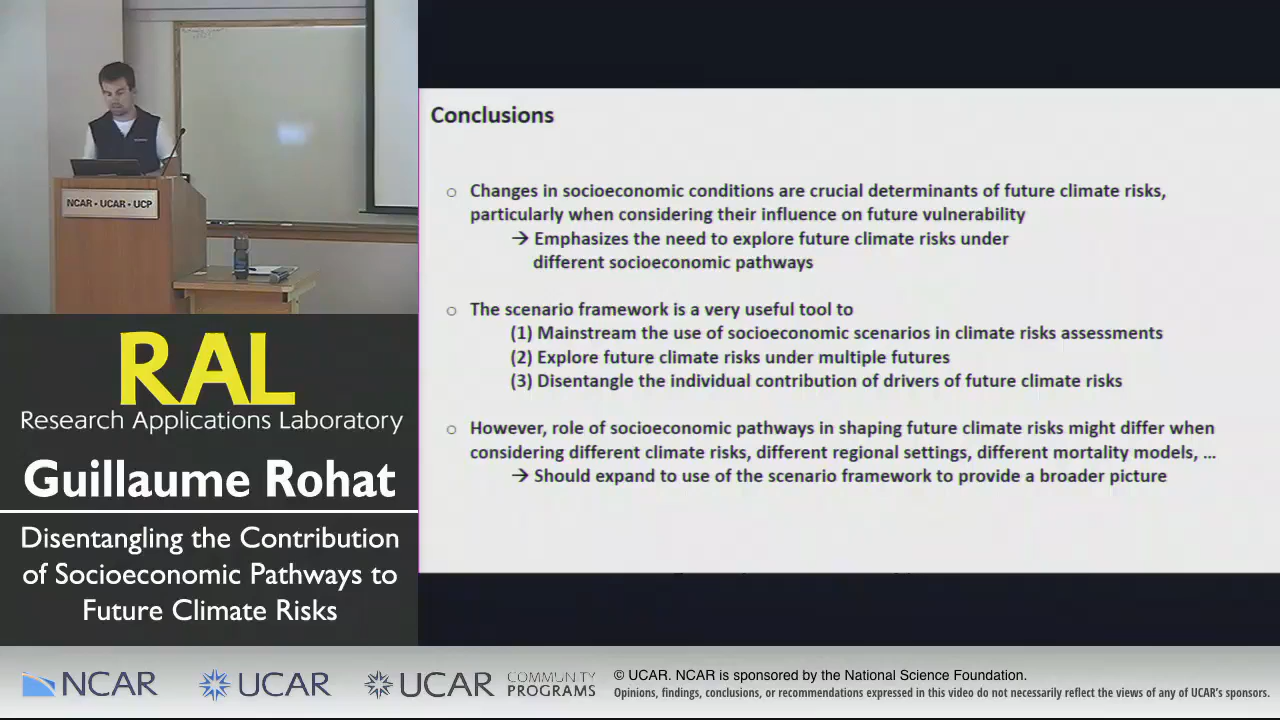 NCAR • UCAR • UCP
RAL
Research Applications Laboratory
Guillaume Rohat
Disentangling the Contribution
of Socioeconomic Pathways to
Future Climate Risks
Conclusions
○ Changes in socioeconomic conditions are crucial determinants of future climate risks,
particularly when considering their influence on future vulnerability
→ Emphasizes the need to explore future climate risks under
different socioeconomic pathways
○ The scenario framework is a very useful tool to
(1) Mainstream the use of socioeconomic scenarios in climate risks assessments
(2) Explore future climate risks under multiple futures
(3) Disentangle the individual contribution of drivers of future climate risks
○ However, role of socioeconomic pathways in shaping future climate risks might differ when
considering different climate risks, different regional settings, different mortality models, ...
→ Should expand to use of the scenario framework to provide a broader picture
NCAR
UCAR
UCAR
COMMUNITY
PROGRAMS
© UCAR. NCAR is sponsored by the National Science Foundation.
Opinions, findings, conclusions, or recommendations expressed in this video do not necessarily reflect the views of any of UCAR's sponsors.